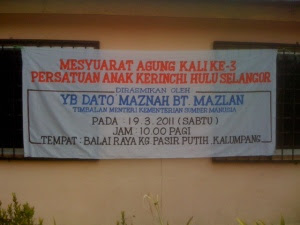 MESYUARAT AGUNG KALI KE-3
PERSATUAN ANAK KERINCHI HULU SELANGOR
DIRASMIKAN OLEH
YB DATO MAZNAH BT. MAZLAN
TIMBALAN MENTERI KEMENTERIAN SUMBER MANUSIA
PADA : 19.3.2011 (SABTU)
JAM : 10.00 PAGI
TEMPAT : BALAI RAYA KG PASIR PUTIH KALUMPANG